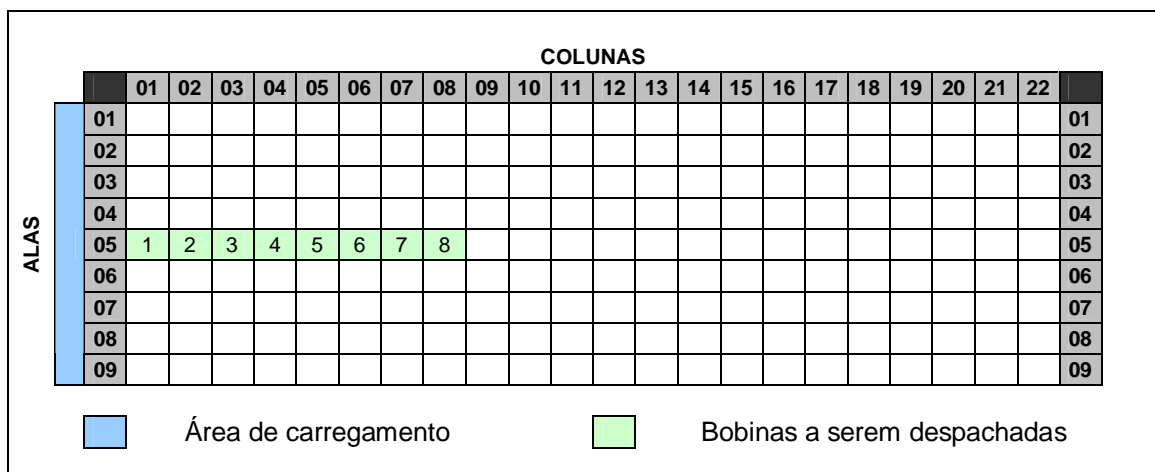 COLUNAS
01 02 03 04 05 06 07 08 09 10 11 12 13 14 15 16 17 18 19 20 21 22
ALAS
01 01
02 02
03 03
04 04
05 1 2 3 4 5 6 7 8 05
06 06
07 07
08 08
09 09
Área de carregamento Bobinas a serem despachadas